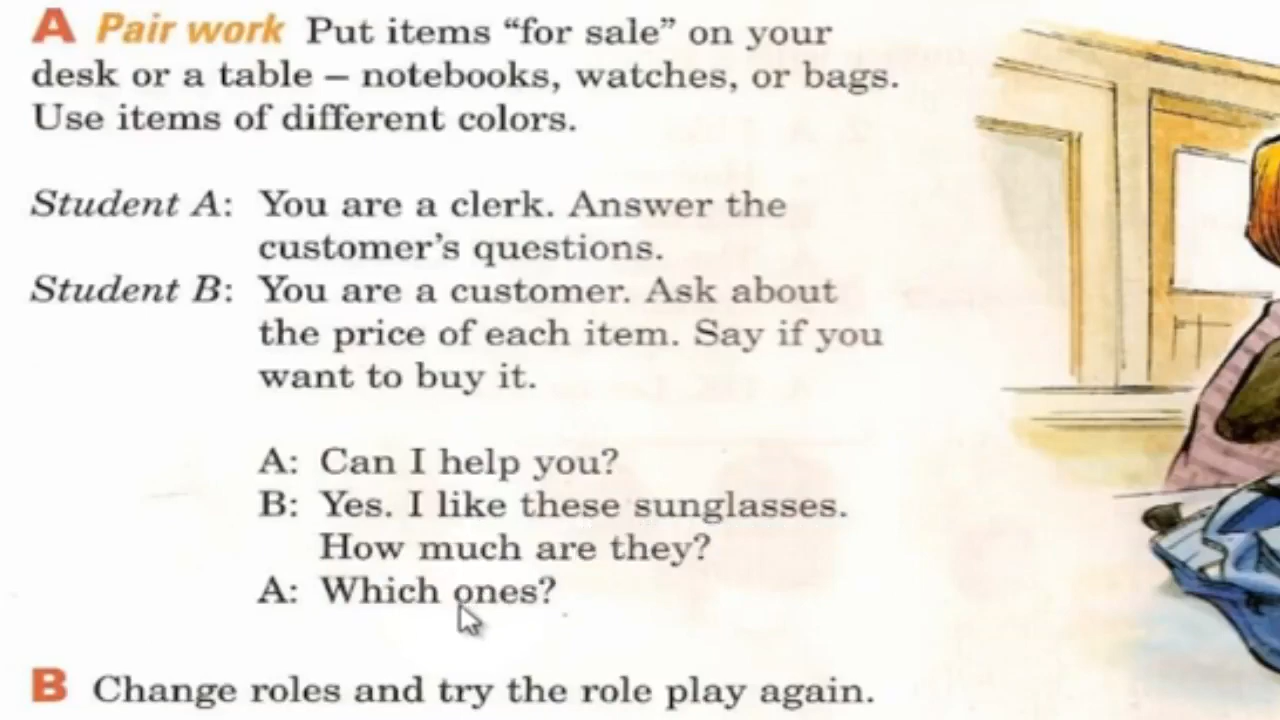 A Pair work Put items “for sale” on your
desk or a table – notebooks, watches, or bags.
Use items of different colors.
Student A: You are a clerk. Answer the
customer’s questions.
Student B: You are a customer. Ask about
the price of each item. Say if you
want to buy it.
A: Can I help you?
B: Yes. I like these sunglasses.
How much are they?
A: Which ones?
B Change roles and try the role play again.